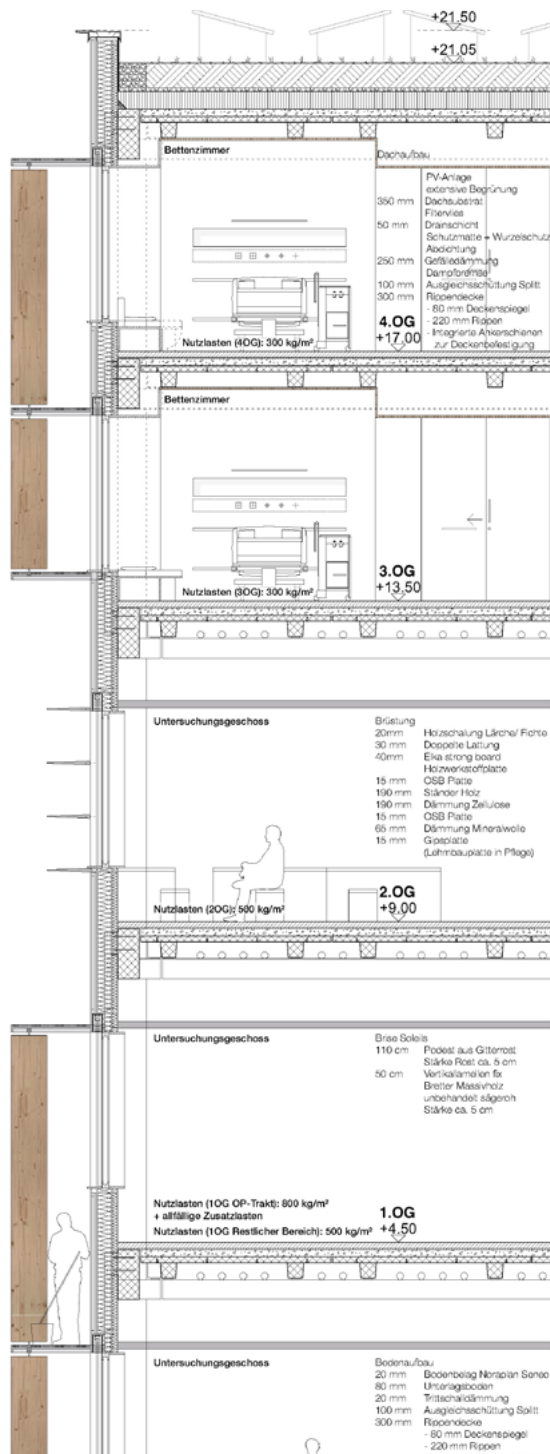 +21.50
+21.05
Bettenzimmer
Dachaufbau
PV-Anlage
extensive Begrünung
350 mm Dachsubstrat
Filtervlies
50 mm Drainschicht
Schutzmatte + Wurzelschutz
Abdichtung
250 mm Gefälledämmung
Dampfbremse
100 mm Ausgleichsschüttung Splitt
300 mm Rippendecke
- 80 mm Deckenspiegel
- 220 mm Rippen
- Integrierte Ankerschienen
zur Deckenbefestigung
4.OG
+17.00
Nutzlasten (4OG): 300 kg/m²
Bettenzimmer
3.OG
+13.50
Nutzlasten (3OG): 300 kg/m²
Untersuchungsgeschoss
Brüstung
20mm Holzschalung Lärche/ Fichte
30 mm Doppelte Lattung
40mm Elka strong board
Holzwerkstoffplatte
15 mm OSB Platte
190 mm Ständer Holz
190 mm Dämmung Zellulose
15 mm OSB Platte
65 mm Dämmung Mineralwolle
15 mm Gipsplatte
(Lehmbauplatte in Pflege)
2.OG
+9.00
Nutzlasten (2OG): 500 kg/m²
Untersuchungsgeschoss
Brise Soleils
110 cm Podest aus Gitterrost
Stärke Rost ca. 5 cm
50 cm Vertikallamellen fix
Bretter Massivholz
unbehandelt sägeroh
Stärke ca. 5 cm
Nutzlasten (1OG OP-Trakt): 800 kg/m²
+ allfällige Zusatzlasten
Nutzlasten (1OG Restlicher Bereich): 500 kg/m²
1.OG
+4.50
Untersuchungsgeschoss
Bodenaufbau
20 mm Bodenbelag Noraplan Seneo
80 mm Unterlagsboden
20 mm Trittschalldämmung
100 mm Ausgleichsschüttung Splitt
300 mm Rippendecke
- 80 mm Deckenspiegel
- 220 mm Rippen